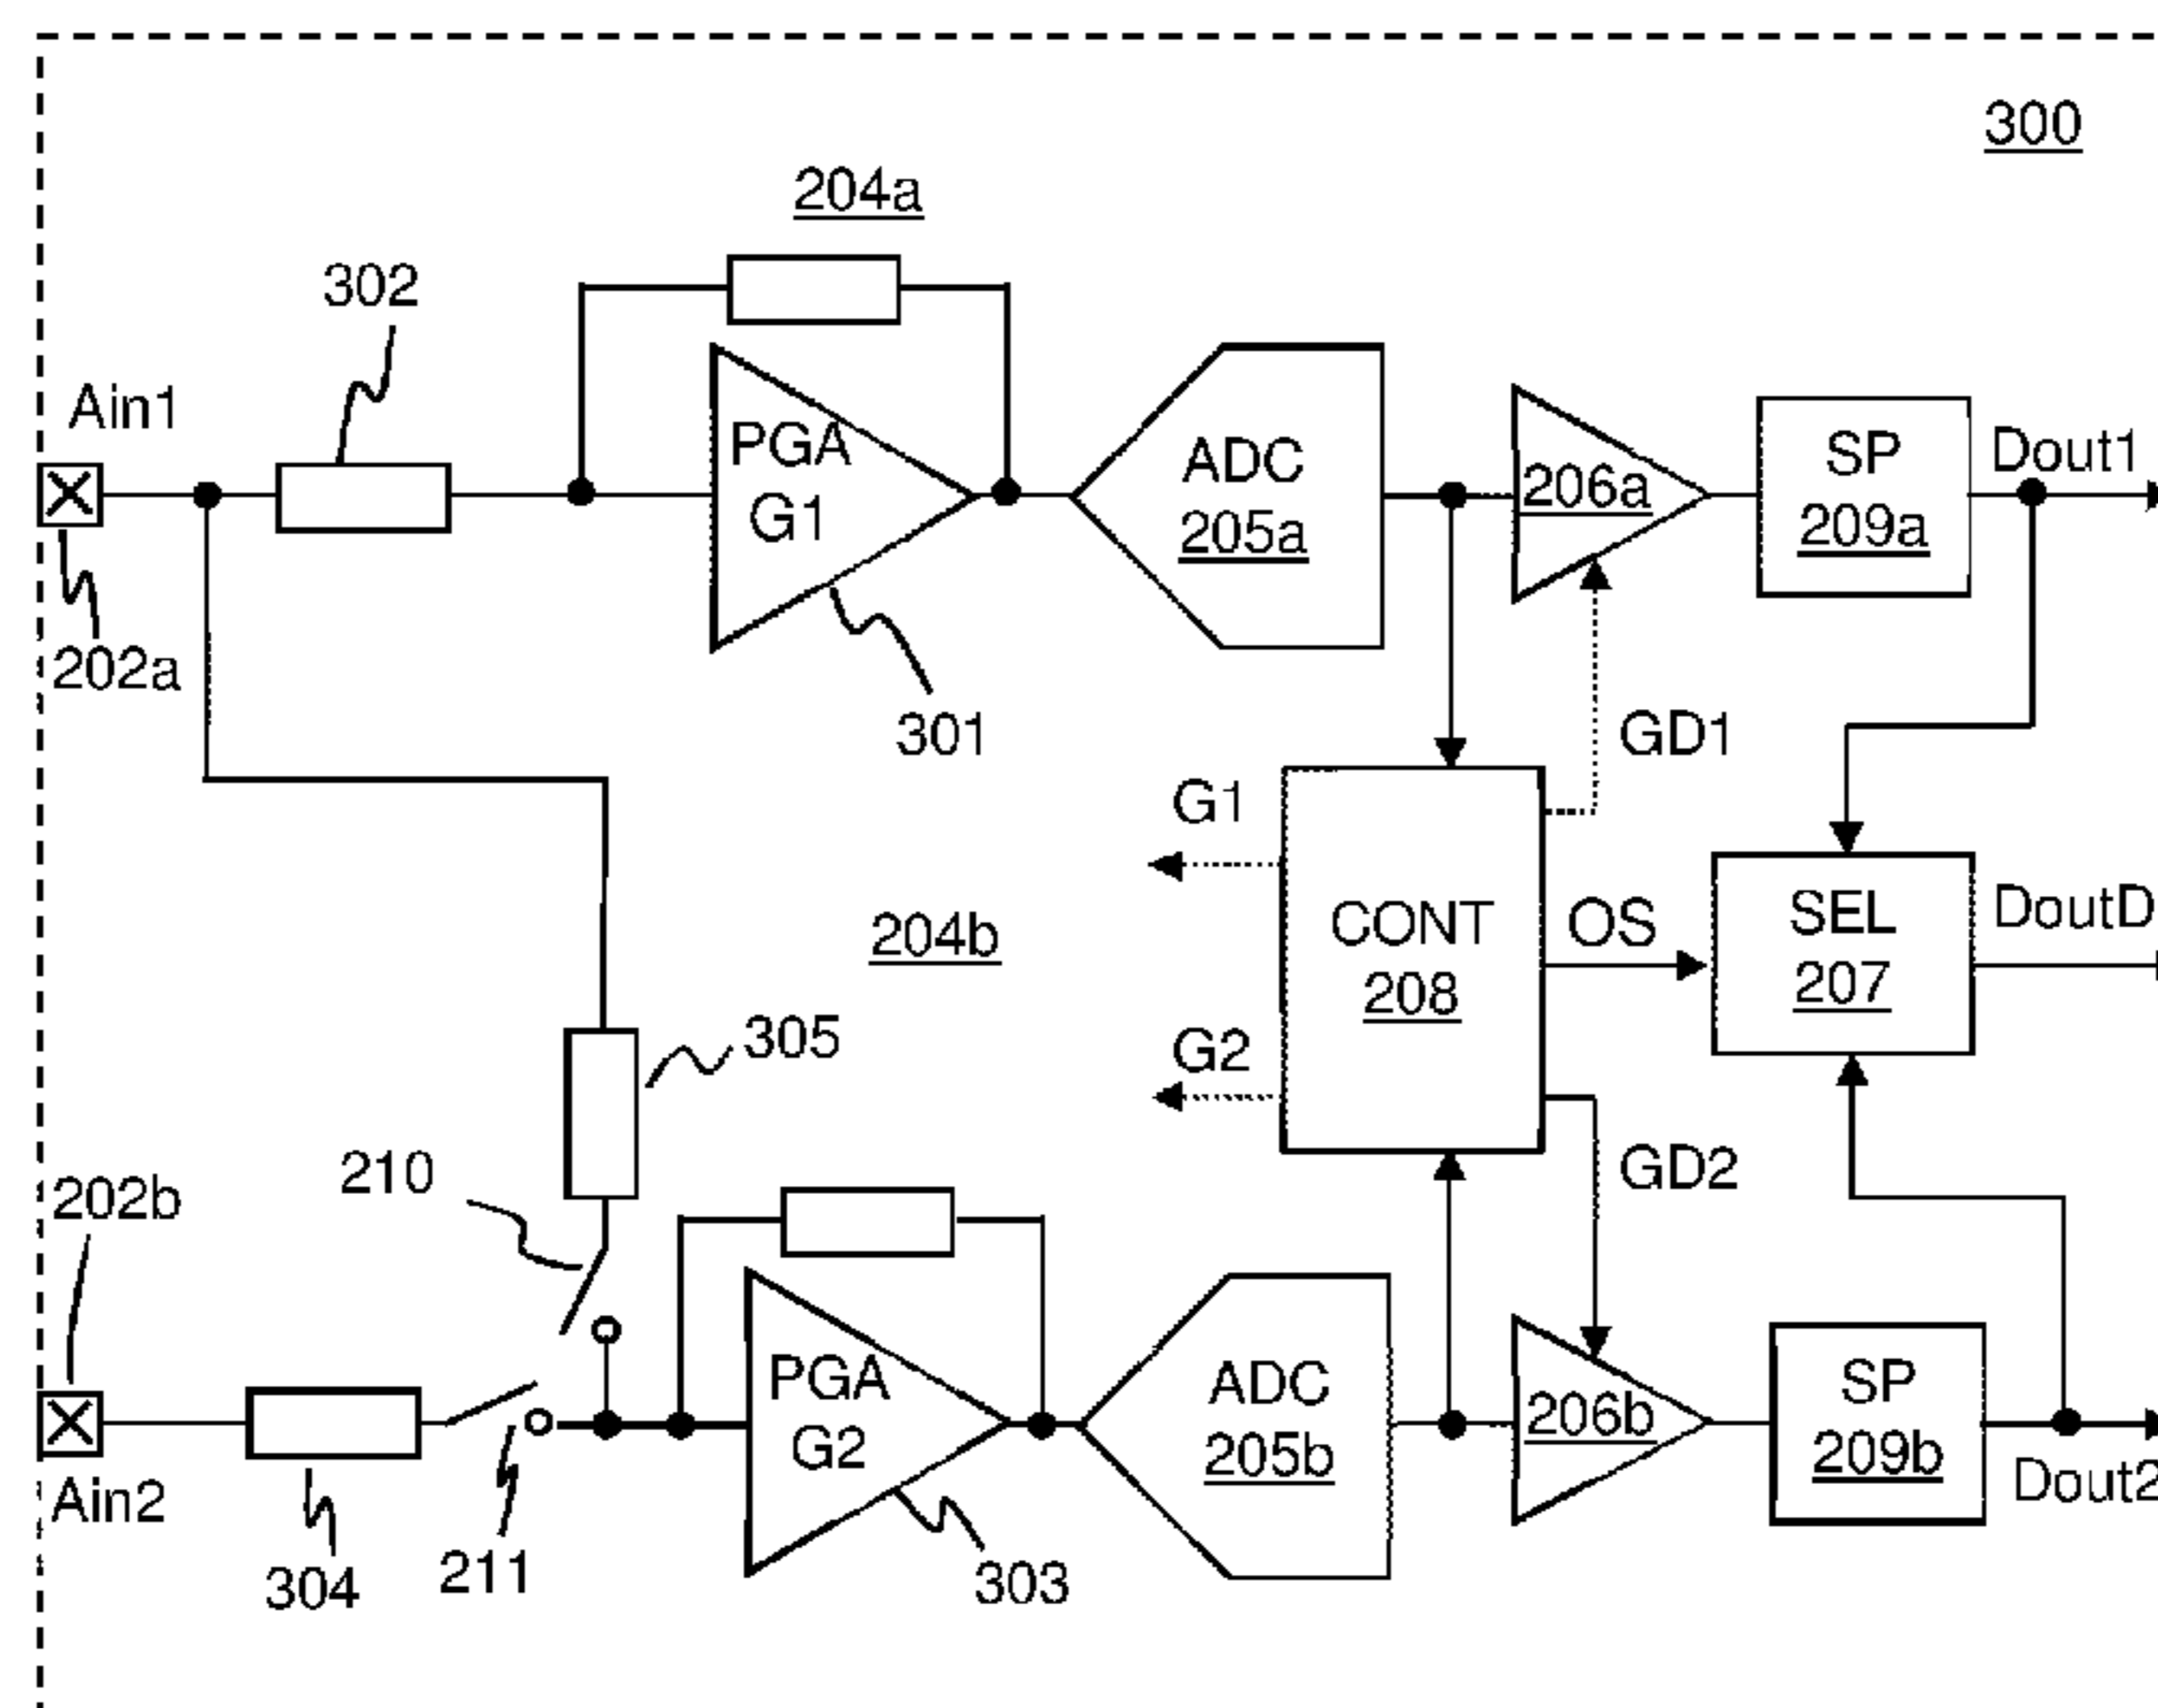 300
204a
302
Ain1
PGA
G1
ADC
205a
206a
SP
209a
Dout1
202a
301
GD1
G1
CONT
208
OS
SEL
207
DoutD
204b
305
G2
GD2
210
202b
PGA
G2
ADC
205b
206b
SP
209b
Dout2
Ain2
304
211
303